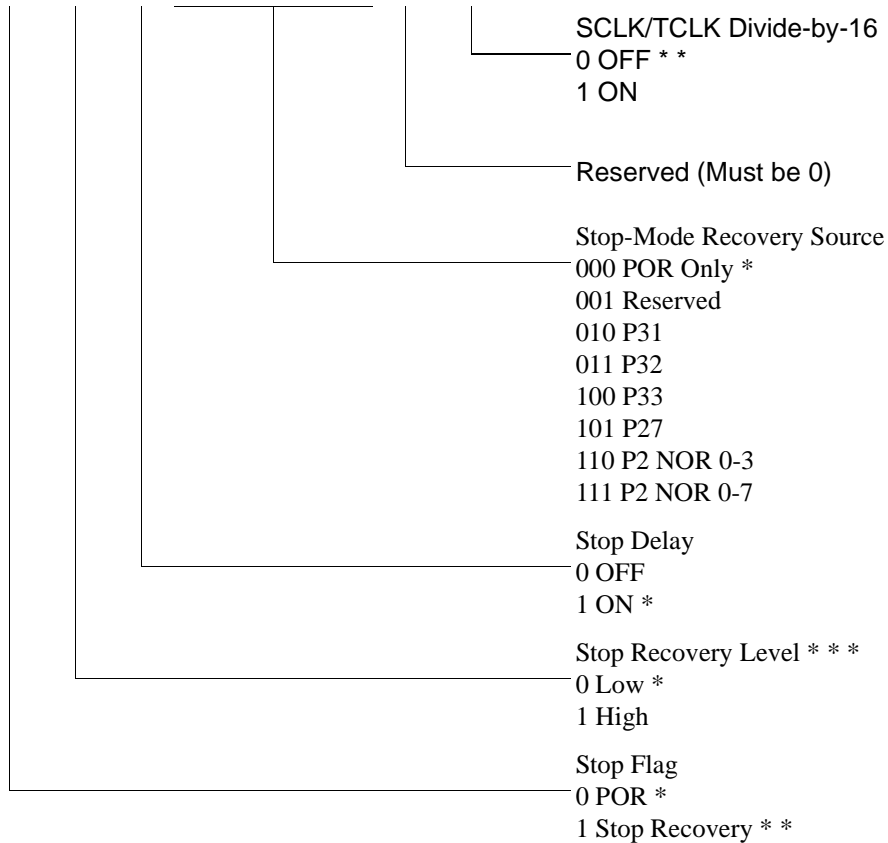 SCLK/TCLK Divide-by-16
0 OFF * *
1 ON
Reserved (Must be 0)
Stop-Mode Recovery Source
000 POR Only *
001 Reserved
010 P31
011 P32
100 P33
101 P27
110 P2 NOR 0-3
111 P2 NOR 0-7
Stop Delay
0 OFF
1 ON *
Stop Recovery Level * * *
0 Low *
1 High
Stop Flag
0 POR *
1 Stop Recovery * *